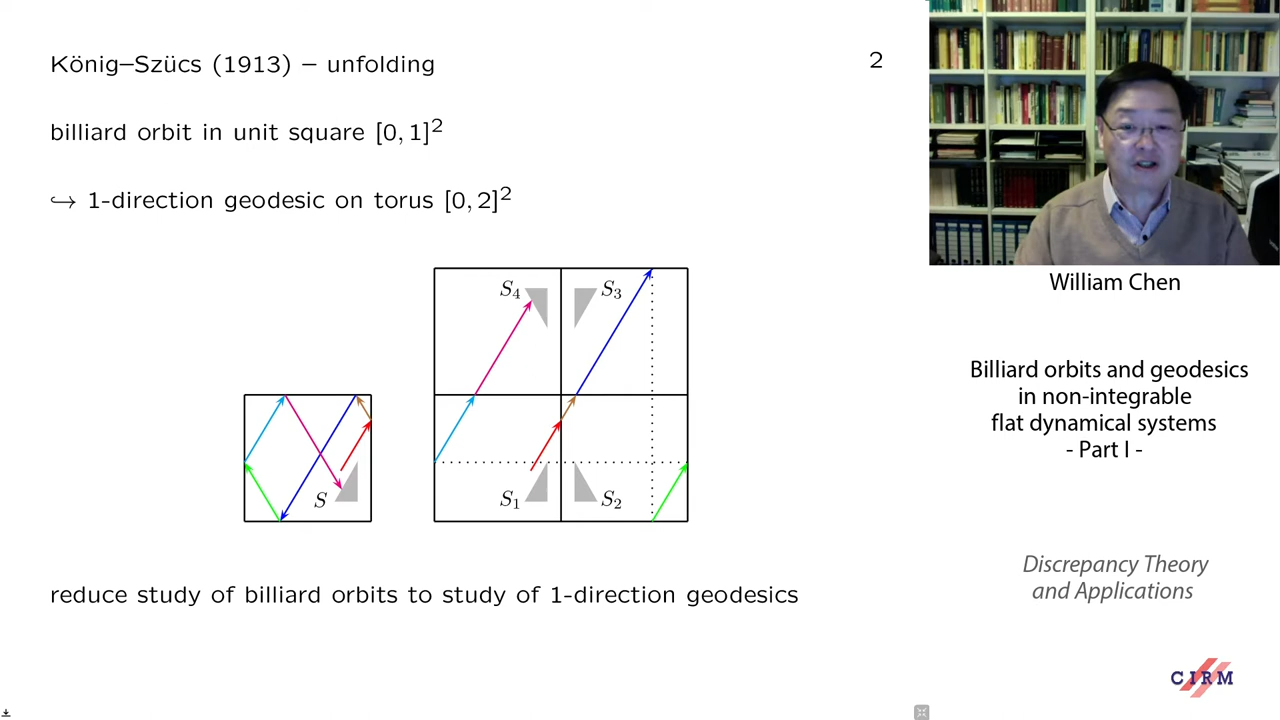 König–Szücs (1913) – unfolding
2
billiard orbit in unit square [0, 1]²
↪ 1-direction geodesic on torus [0, 2]²
S₄
S₃
S
S₁
S₂
reduce study of billiard orbits to study of 1-direction geodesics
William Chen
Billiard orbits and geodesics
in non-integrable
flat dynamical systems
- Part I -
Discrepancy Theory
and Applications
CIRM